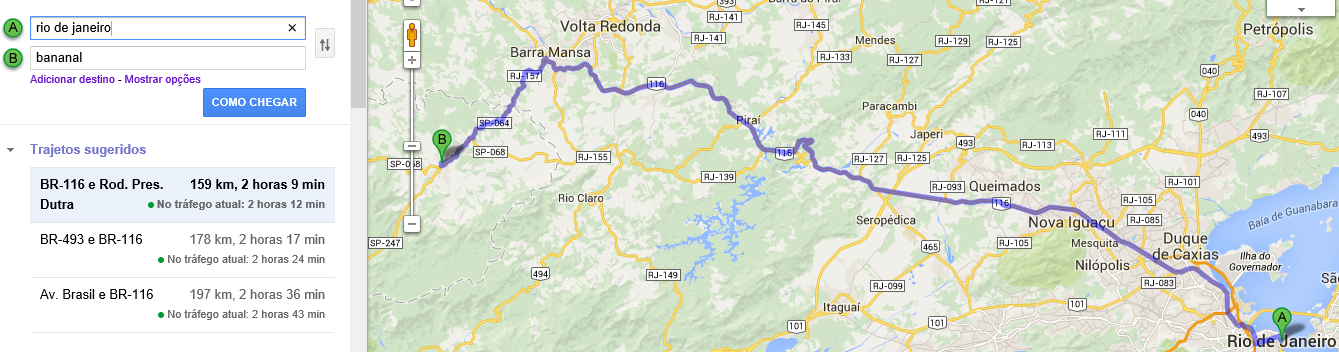 A
rio de janeiro
B
bananal
Adicionar destino - Mostrar opções
COMO CHEGAR
Trajetos sugeridos
BR-116 e Rod. Pres. Dutra
159 km, 2 horas 9 min
No tráfego atual: 2 horas 12 min
BR-493 e BR-116
178 km, 2 horas 17 min
No tráfego atual: 2 horas 24 min
Av. Brasil e BR-116
197 km, 2 horas 36 min
No tráfego atual: 2 horas 43 min
Volta Redonda
RJ-141
RJ-141
RJ-145
Mendes
RJ-129
RJ-125
Petrópolis
Barra Mansa
RJ-133
RJ-127
040
RJ-157
116
RJ-107
Paracambi
040
SP-064
Piraí
Japeri
RJ-111
493
B
493
SP-068
SP-068
RJ-155
116
RJ-127
RJ-125
RJ-139
RJ-093
Queimados
RJ-101
Rio Claro
116
RJ-105
Seropédica
Nova Iguaçu
RJ-085
Baia de Guanabara
SP-247
465
RJ-105
Mesquita
Duque de Caxias
Nilópolis
Ilha do Governador
494
RJ-149
RJ-083
RJ-099
Itaguaí
101
A
101
101
Rio de Janeiro